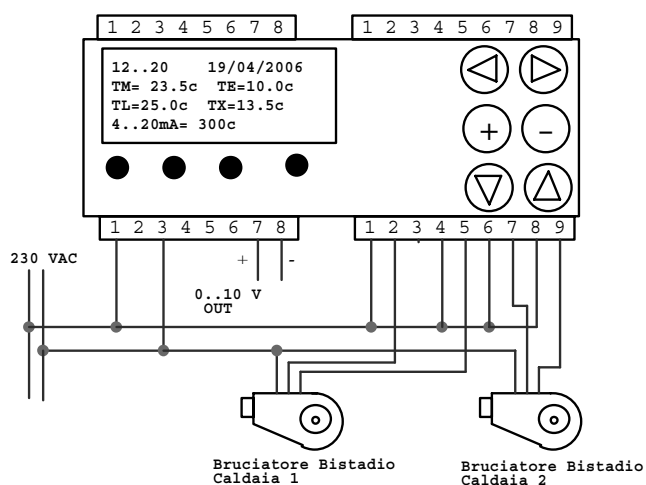 1 2 3 4 5 6 7 8
1 2 3 4 5 6 7 8 9
12..20 19/04/2006
TM= 23.5c TE=10.0c
TL=25.0c TX=13.5c
4..20mA= 300c
+ -
1 2 3 4 5 6 7 8
1 2 3 4 5 6 7 8 9
230 VAC
+ -
0..10 V
OUT
Bruciatore Bistadio
Caldaia 1
Bruciatore Bistadio
Caldaia 2